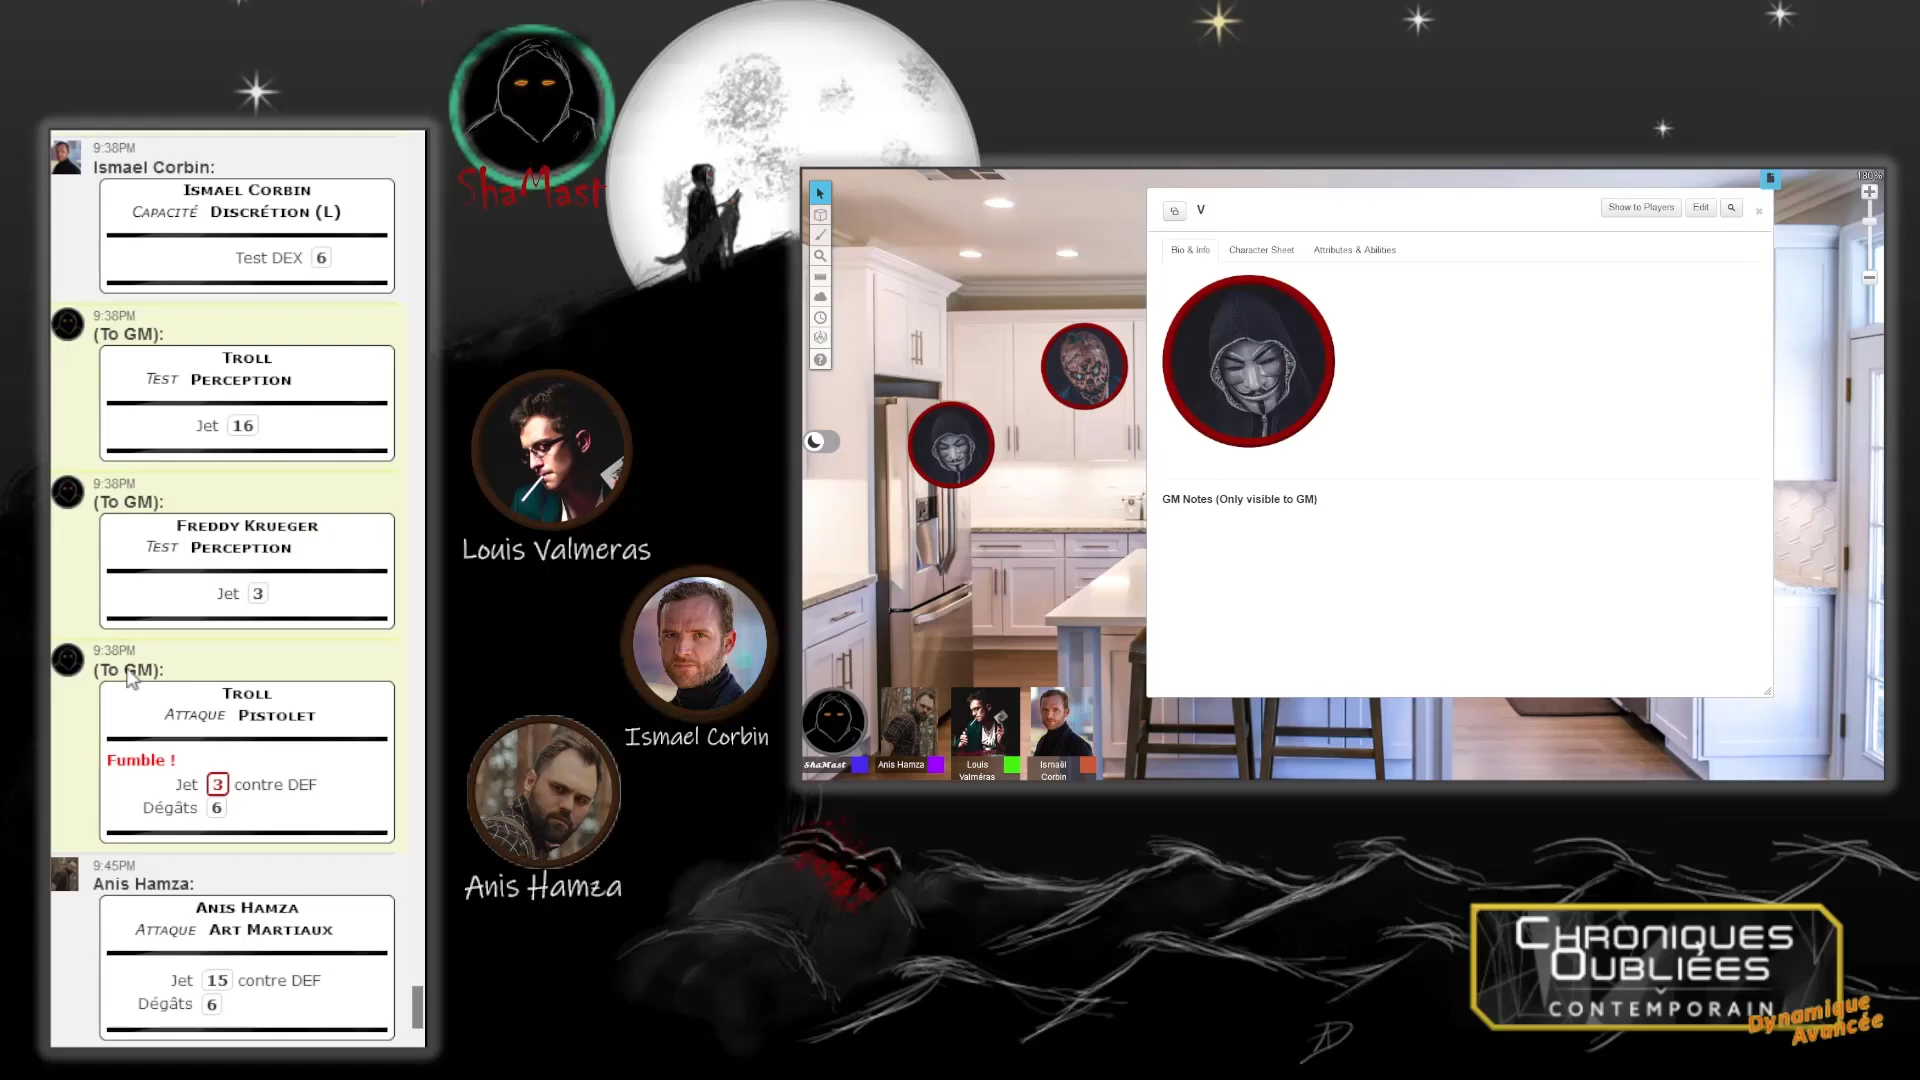 9:38PM
Ismael Corbin:
ISMAEL CORBIN
CAPACITÉ DISCRÉTION (L)
Test DEX 6
9:38PM
(To GM):
TROLL
TEST PERCEPTION
Jet 16
9:38PM
(To GM):
FREDDY KRUEGER
TEST PERCEPTION
Jet 3
9:38PM
(To GM):
TROLL
ATTAQUE PISTOLET
Fumble !
Jet 3 contre DEF
Dégâts 6
9:45PM
Anis Hamza:
ANIS HAMZA
ATTAQUE ART MARTIAUX
Jet 15 contre DEF
Dégâts 6
ShaMast
Louis Valmeras
Ismael Corbin
Anis Hamza
180%
V
Show to Players
Edit
Bio & Info
Character Sheet
Attributes & Abilities
GM Notes (Only visible to GM)
ShaMast
Anis Hamza
Louis
Valméras
Ismaël
Corbin
CHRONIQUES
OUBLIÉES
CONTEMPORAIN
Dynamique
Avancée